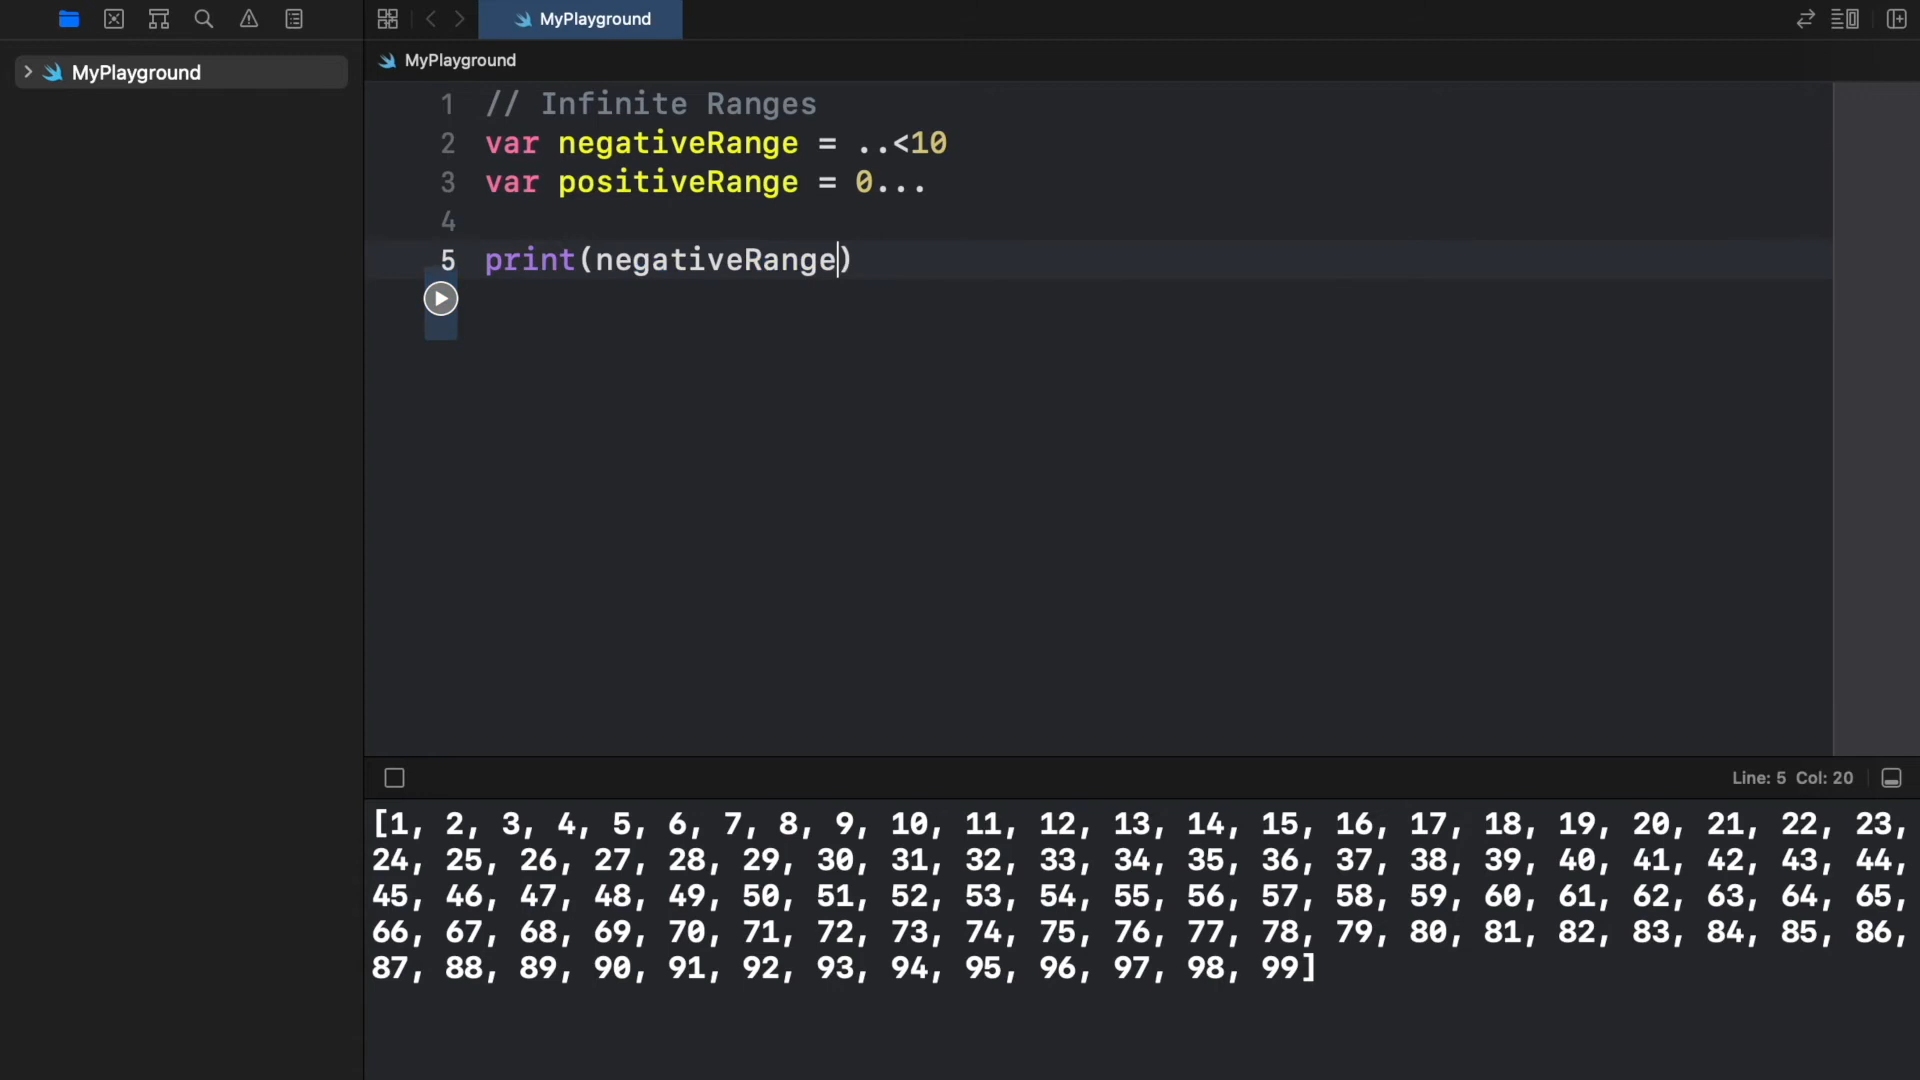 MyPlayground
MyPlayground
MyPlayground
1 // Infinite Ranges
2 var negativeRange = ..<10
3 var positiveRange = 0...
4
5 print(negativeRange)
Line: 5 Col: 20
[1, 2, 3, 4, 5, 6, 7, 8, 9, 10, 11, 12, 13, 14, 15, 16, 17, 18, 19, 20, 21, 22, 23,
24, 25, 26, 27, 28, 29, 30, 31, 32, 33, 34, 35, 36, 37, 38, 39, 40, 41, 42, 43, 44,
45, 46, 47, 48, 49, 50, 51, 52, 53, 54, 55, 56, 57, 58, 59, 60, 61, 62, 63, 64, 65,
66, 67, 68, 69, 70, 71, 72, 73, 74, 75, 76, 77, 78, 79, 80, 81, 82, 83, 84, 85, 86,
87, 88, 89, 90, 91, 92, 93, 94, 95, 96, 97, 98, 99]